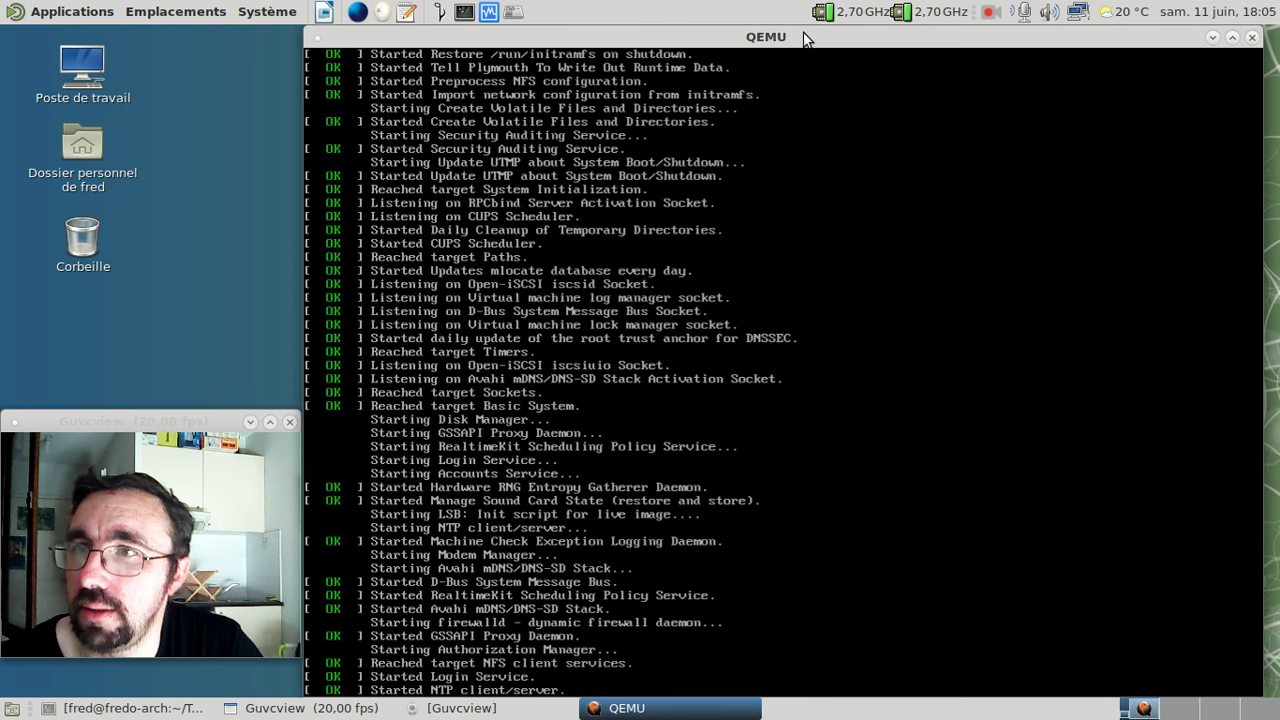 Applications Emplacements Système
2,70 GHz 2,70 GHz 20 °C sam. 11 juin, 18:05
Poste de travail
Dossier personnel
de fred
Corbeille
Guvcview (20,00 fps)
QEMU
[ OK ] Started Restore /run/initramfs on shutdown.
[ OK ] Started Tell Plymouth To Write Out Runtime Data.
[ OK ] Started Preprocess NFS configuration.
[ OK ] Started Import network configuration from initramfs.
Starting Create Volatile Files and Directories...
[ OK ] Started Create Volatile Files and Directories.
Starting Security Auditing Service...
[ OK ] Started Security Auditing Service.
Starting Update UTMP about System Boot/Shutdown...
[ OK ] Started Update UTMP about System Boot/Shutdown.
[ OK ] Reached target System Initialization.
[ OK ] Listening on RPCbind Server Activation Socket.
[ OK ] Listening on CUPS Scheduler.
[ OK ] Started Daily Cleanup of Temporary Directories.
[ OK ] Started CUPS Scheduler.
[ OK ] Reached target Paths.
[ OK ] Started Updates mlocate database every day.
[ OK ] Listening on Open-iSCSI iscsid Socket.
[ OK ] Listening on Virtual machine log manager socket.
[ OK ] Listening on D-Bus System Message Bus Socket.
[ OK ] Listening on Virtual machine lock manager socket.
[ OK ] Started daily update of the root trust anchor for DNSSEC.
[ OK ] Reached target Timers.
[ OK ] Listening on Open-iSCSI iscsiuio Socket.
[ OK ] Listening on Avahi mDNS/DNS-SD Stack Activation Socket.
[ OK ] Reached target Sockets.
[ OK ] Reached target Basic System.
Starting Disk Manager...
Starting GSSAPI Proxy Daemon...
Starting RealtimeKit Scheduling Policy Service...
Starting Login Service...
Starting Accounts Service...
[ OK ] Started Hardware RNG Entropy Gatherer Daemon.
[ OK ] Started Manage Sound Card State (restore and store).
Starting LSB: Init script for live image....
Starting NTP client/server...
[ OK ] Started Machine Check Exception Logging Daemon.
Starting Modem Manager...
Starting Avahi mDNS/DNS-SD Stack...
[ OK ] Started D-Bus System Message Bus.
[ OK ] Started RealtimeKit Scheduling Policy Service.
[ OK ] Started Avahi mDNS/DNS-SD Stack.
Starting firewalld - dynamic firewall daemon...
[ OK ] Started GSSAPI Proxy Daemon.
Starting Authorization Manager...
[ OK ] Reached target NFS client services.
[ OK ] Started Login Service.
[ OK ] Started NTP client/server.
[fred@fredo-arch:~/T... Guvcview (20,00 fps) [Guvcview] QEMU